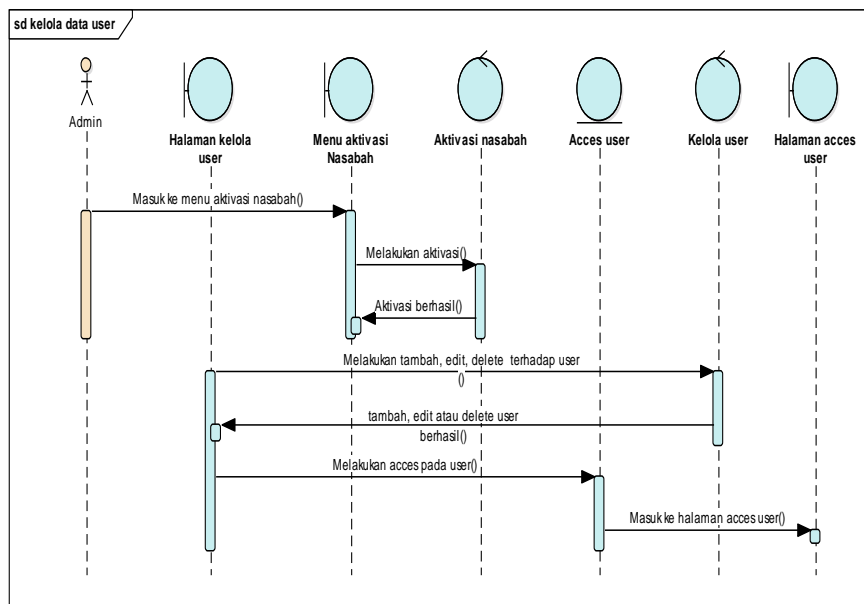 sd kelola data user
Admin
Halaman kelola
user
Menu aktivasi
Nasabah
Aktivasi nasabah
Acces user
Kelola user
Halaman acces
user
Masuk ke menu aktivasi nasabah()
Melakukan aktivasi()
Aktivasi berhasil()
Melakukan tambah, edit, delete terhadap user
()
tambah, edit atau delete user
berhasil()
Melakukan acces pada user()
Masuk ke halaman acces user()